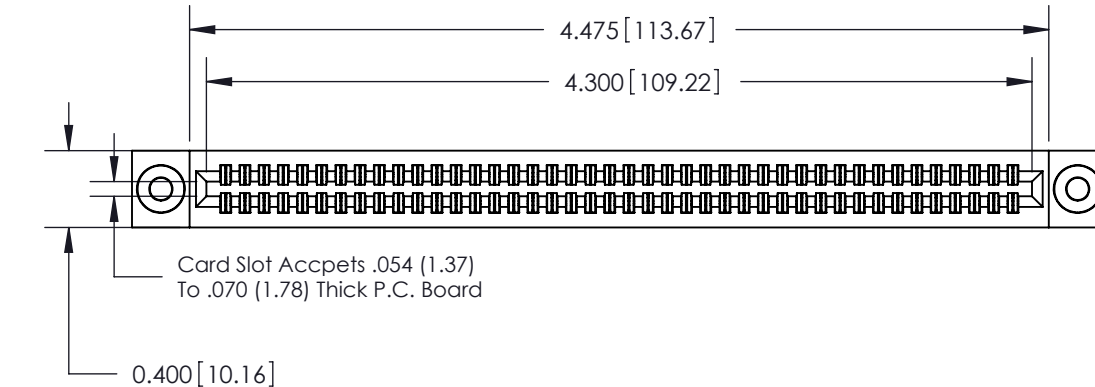 4.475 [113.67]
4.300 [109.22]
Card Slot Accpets .054 (1.37)
To .070 (1.78) Thick P.C. Board
0.400 [10.16]